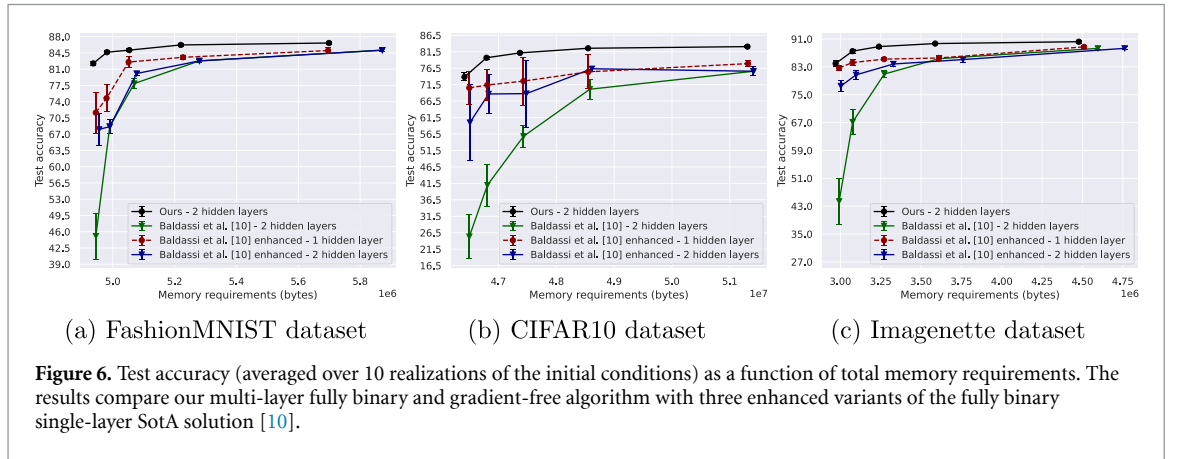 88.0
84.5
81.0
77.5
74.0
70.5
67.0
63.5
60.0
56.5
53.0
49.5
46.0
42.5
39.0
Test accuracy
Ours - 2 hidden layers
Baldassi et al. [10] - 2 hidden layers
Baldassi et al. [10] enhanced - 1 hidden layer
Baldassi et al. [10] enhanced - 2 hidden layers
5.0 5.2 5.4 5.6 5.8
1e6
Memory requirements (bytes)
(a) FashionMNIST dataset
86.5
81.5
76.5
71.5
66.5
61.5
56.5
51.5
46.5
41.5
36.5
31.5
26.5
21.5
16.5
Test accuracy
Ours - 2 hidden layers
Baldassi et al. [10] - 2 hidden layers
Baldassi et al. [10] enhanced - 1 hidden layer
Baldassi et al. [10] enhanced - 2 hidden layers
4.7 4.8 4.9 5.0 5.1
1e7
Memory requirements (bytes)
(b) CIFAR10 dataset
91.0
83.0
75.0
67.0
59.0
51.0
43.0
35.0
27.0
Test accuracy
Ours - 2 hidden layers
Baldassi et al. [10] - 2 hidden layers
Baldassi et al. [10] enhanced - 1 hidden layer
Baldassi et al. [10] enhanced - 2 hidden layers
3.00 3.25 3.50 3.75 4.00 4.25 4.50 4.75
1e6
Memory requirements (bytes)
(c) Imagenette dataset
Figure 6. Test accuracy (averaged over 10 realizations of the initial conditions) as a function of total memory requirements. The
results compare our multi-layer fully binary and gradient-free algorithm with three enhanced variants of the fully binary
single-layer SotA solution [10].